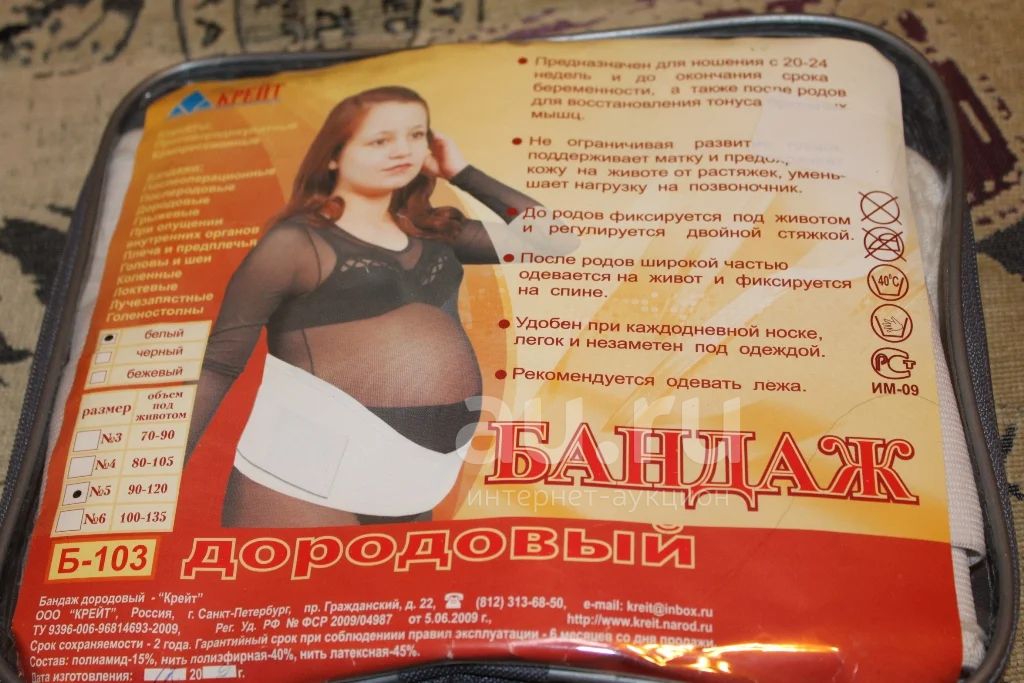 КРЕЙТ
Послеоперационные
Послеродовые
Дородовые
Грыжевые
При опущении
внутренних органов
Плеча и предплечья
Головы и шеи
Коленные
Локтевые
Лучезапястные
Голеностопны
белый
черный
бежевый
размер объем под животом
№3 70-90
№4 80-105
№5 90-120
№6 100-135
• Предназначен для ношения с 20-24
недель и до окончания срока
беременности, а также после родов
для восстановления тонуса
мышц.
• Не ограничивая
поддерживает матку и
кожу на животе от растяжек, умень-
шает нагрузку на позвоночник.
• До родов фиксируется под животом
и регулируется двойной стяжкой.
• После родов широкой частью
одевается на живот и фиксируется
на спине.
• Удобен при каждодневной носке,
легок и незаметен под одеждой.
• Рекомендуется одевать лежа.
40°C
РСТ
ИМ-09
au.ru
интернет-аукцион
БАНДАЖ
дородовый
Б-103
Бандаж дородовый - "Крейт"
ООО "КРЕЙТ", Россия, г. Санкт-Петербург, пр. Гражданский, д. 22, ☎ (812) 313-68-50, e-mail: kreit@inbox.ru
ТУ 9396-006-96814693-2009, Рег. Уд. РФ № ФСР 2009/04987 от 5.06.2009 г., http://www.kreit.narod.ru
Срок сохраняемости - 2 года. Гарантийный срок при соблюдениии правил эксплуатации - 6 месяцев со дня продажи
Состав: полиамид-15%, нить полиэфирная-40%, нить латексная-45%.
Дата изготовления: 20 г.